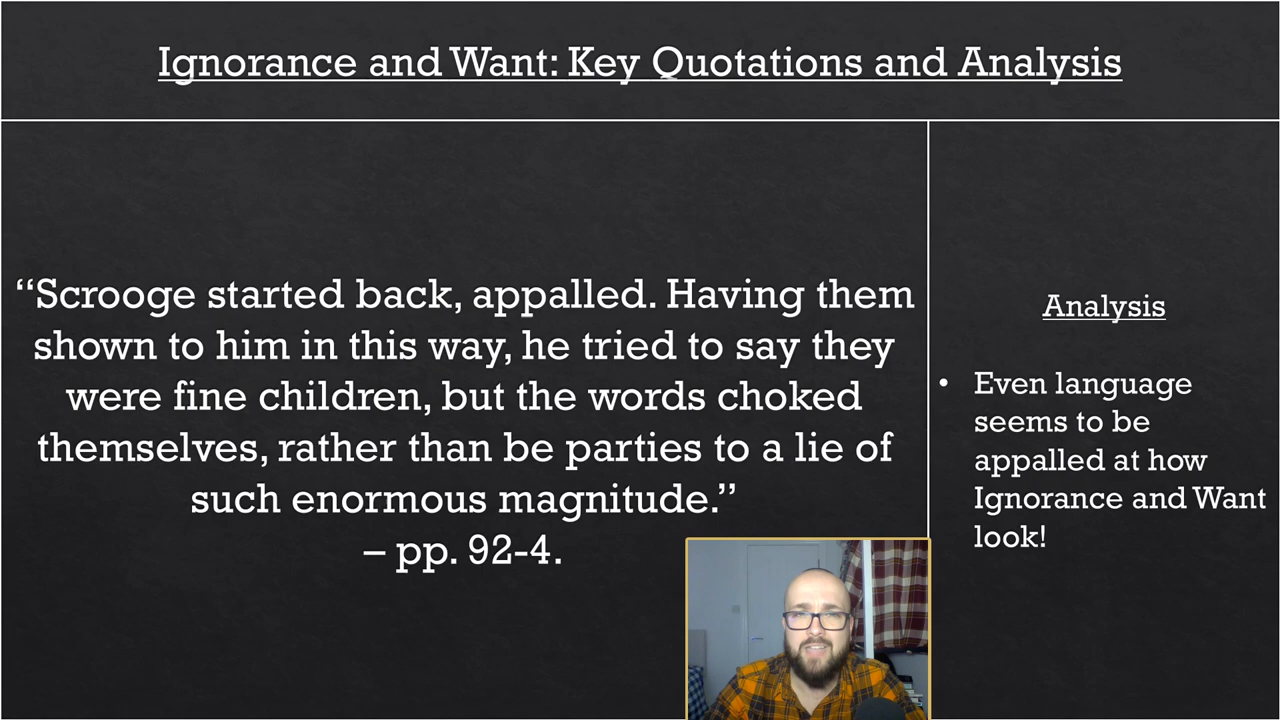 Ignorance and Want: Key Quotations and Analysis
“Scrooge started back, appalled. Having them
shown to him in this way, he tried to say they
were fine children, but the words choked
themselves, rather than be parties to a lie of
such enormous magnitude.”
– pp. 92-4.
Analysis
• Even language
seems to be
appalled at how
Ignorance and Want
look!